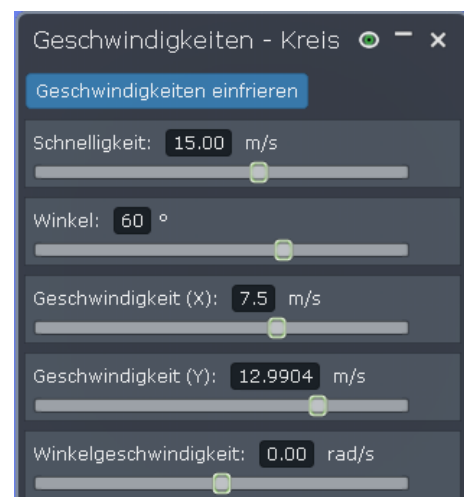 Geschwindigkeiten - Kreis
Geschwindigkeiten einfrieren
Schnelligkeit: 15.00 m/s
Winkel: 60 °
Geschwindigkeit (X): 7.5 m/s
Geschwindigkeit (Y): 12.9904 m/s
Winkelgeschwindigkeit: 0.00 rad/s